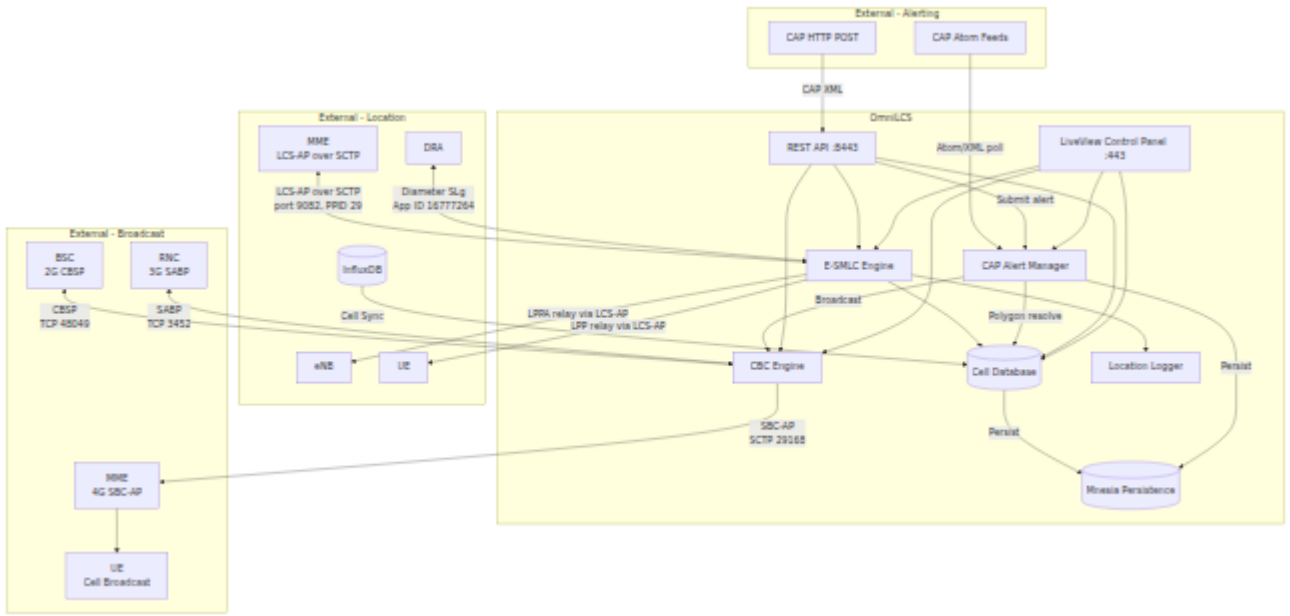 External - Alerting
CAP HTTP POST
CAP Atom Feeds
CAP XML
External - Location
OmniLCS
MME
LCS-AP over SCTP
DRA
REST API :8443
LiveView Control Panel
:443
Atom/XML poll
LCS-AP over SCTP
port 9082, PPID 29
Diameter SLg
App ID 16777264
Submit alert
External - Broadcast
BSC
2G CBSP
RNC
3G SABP
InfluxDB
E-SMLC Engine
CAP Alert Manager
CBSP
TCP 48049
SABP
TCP 3452
Cell Sync
LPPA relay via LCS-AP
LPP relay via LCS-AP
Broadcast
Polygon resolve
eNB
UE
CBC Engine
Cell Database
Location Logger
Persist
SBC-AP
SCTP 29168
Persist
MME
4G SBC-AP
Mnesia Persistence
UE
Cell Broadcast